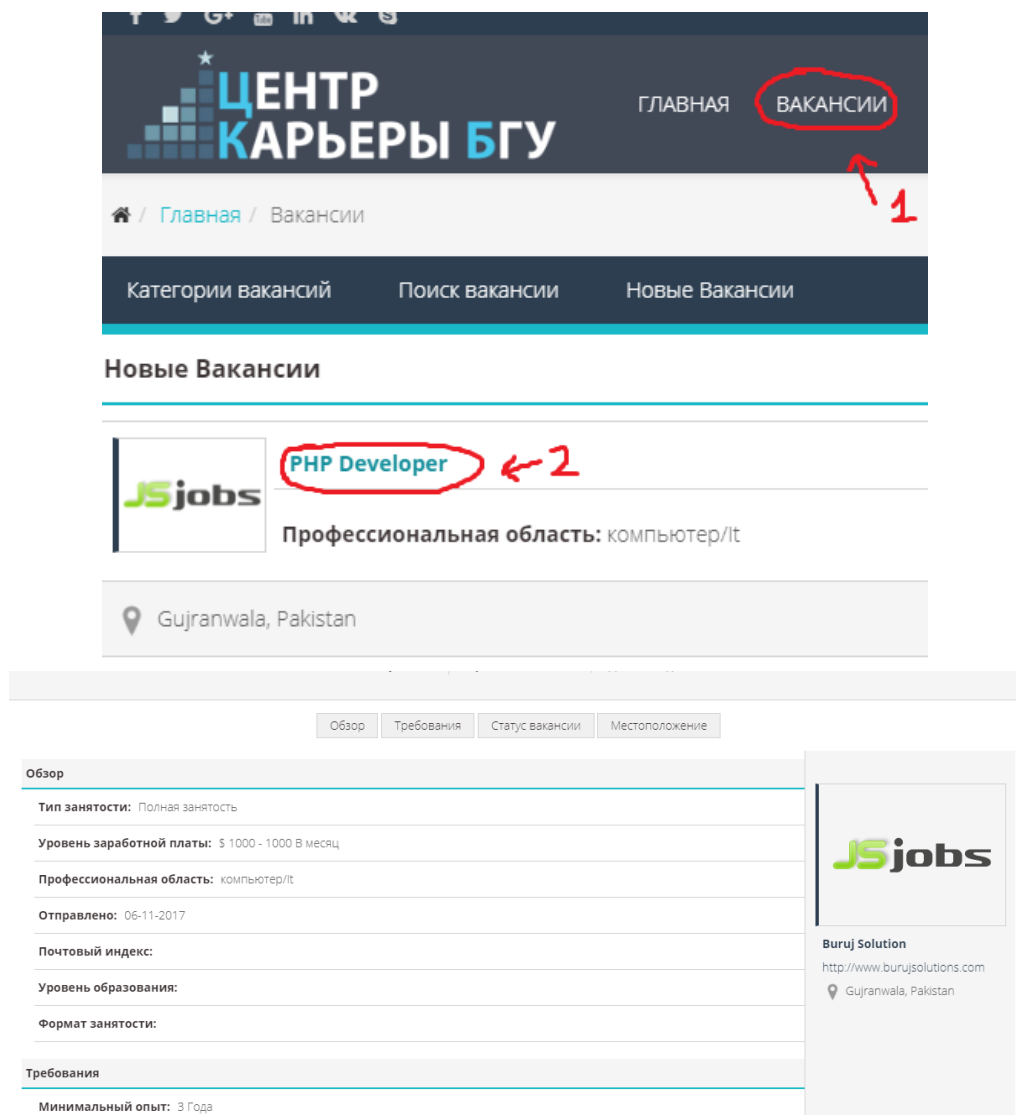 ЦЕНТР
КАРЬЕРЫ БГУ
ГЛАВНАЯ ВАКАНСИИ
1
/ Главная / Вакансии
Категории вакансий Поиск вакансии Новые Вакансии
Новые Вакансии
JSjobs
PHP Developer
2
Профессиональная область: компьютер/It
Gujranwala, Pakistan
Обзор Требования Статус вакансии Местоположение
Обзор
Тип занятости: Полная занятость
Уровень заработной платы: $ 1000 - 1000 В месяц
Профессиональная область: компьютер/It
Отправлено: 06-11-2017
Почтовый индекс:
Уровень образования:
Формат занятости:
Требования
Минимальный опыт: 3 Года
JSjobs
Buruj Solution
http://www.burujsolutions.com
Gujranwala, Pakistan